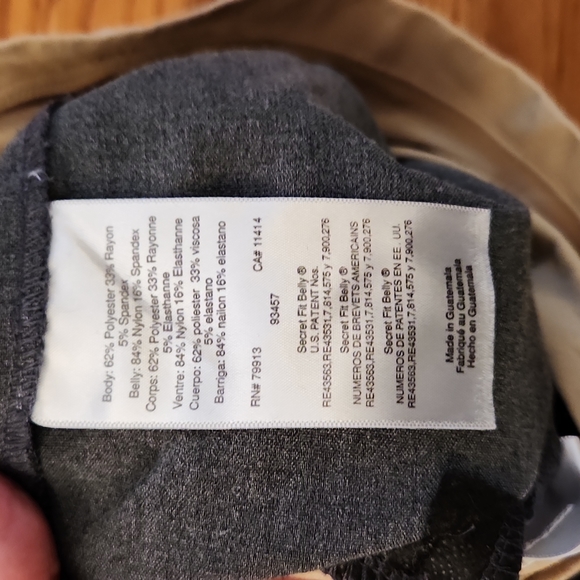 Body: 62% Polyester 33% Rayon
5% Spandex
Belly: 84% Nylon 16% Spandex
Corps: 62% Polyester 33% Rayonne
5% Elasthanne
Ventre: 84% Nylon 16% Elasthanne
Cuerpo: 62% poliester 33% viscosa
5% elastano
Barriga: 84% nailon 16% elastano
RN# 79913 CA# 11414
93457
Secret Fit Belly ®
U.S. PATENT Nos.
RE43563,RE43531,7,814,575 y 7,900,276
Secret Fit Belly ®
NUMEROS DE BREVETS AMERICAINS
RE43563,RE43531,7,814,575 y 7,900,276
Secret Fit Belly ®
NUMEROS DE PATENTES EN EE. UU.
RE43563,RE43531,7,814,575 y 7,900,276
Made in Guatemala
Fabriqué au Guatemala
Hecho en Guatemala